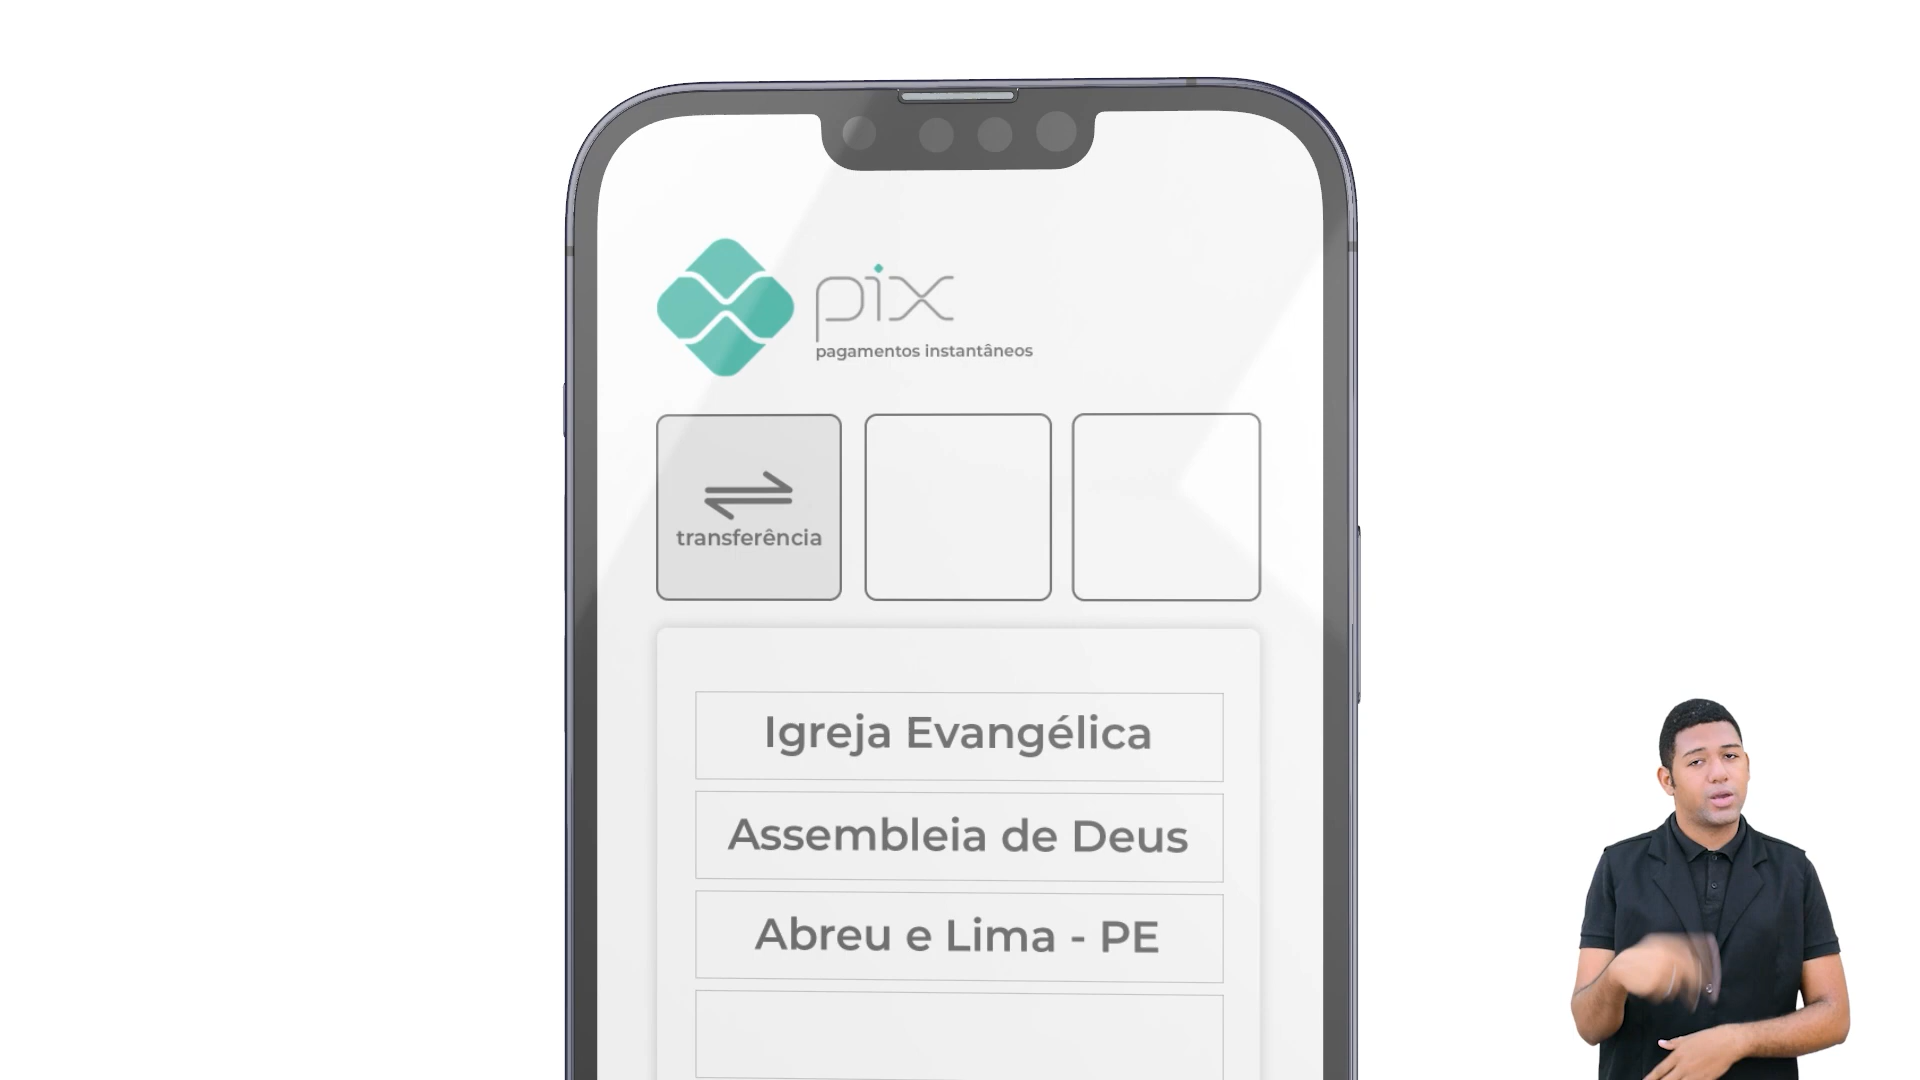 pix
pagamentos instantâneos
transferência
Igreja Evangélica
Assembleia de Deus
Abreu e Lima - PE